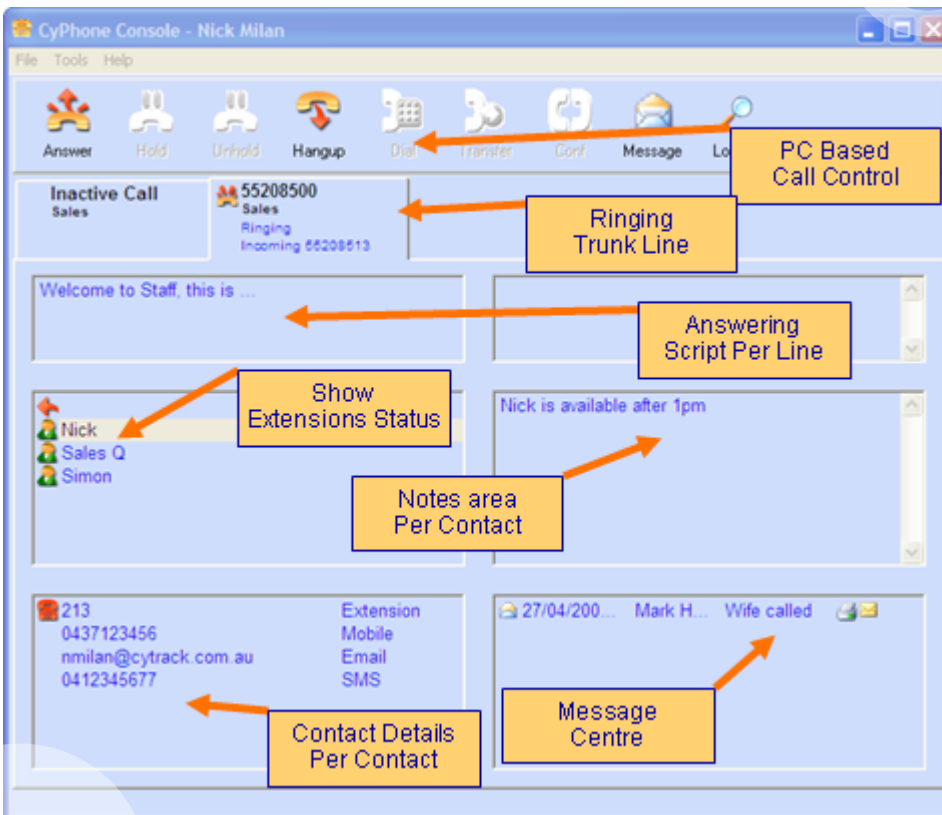 CyPhone Console - Nick Milan
File Tools Help
Answer Hold Unhold Hangup Dial Transfer Conf Message
PC Based
Call Control
Inactive Call
Sales
55208500
Sales
Ringing
Incoming 55208513
Ringing
Trunk Line
Welcome to Staff, this is ...
Answering
Script Per Line
Show
Extensions Status
Nick
Sales Q
Simon
Nick is available after 1pm
Notes area
Per Contact
213 Extension
0437123456 Mobile
nmilan@cytrack.com.au Email
0412345677 SMS
27/04/200... Mark H... Wife called
Contact Details
Per Contact
Message
Centre